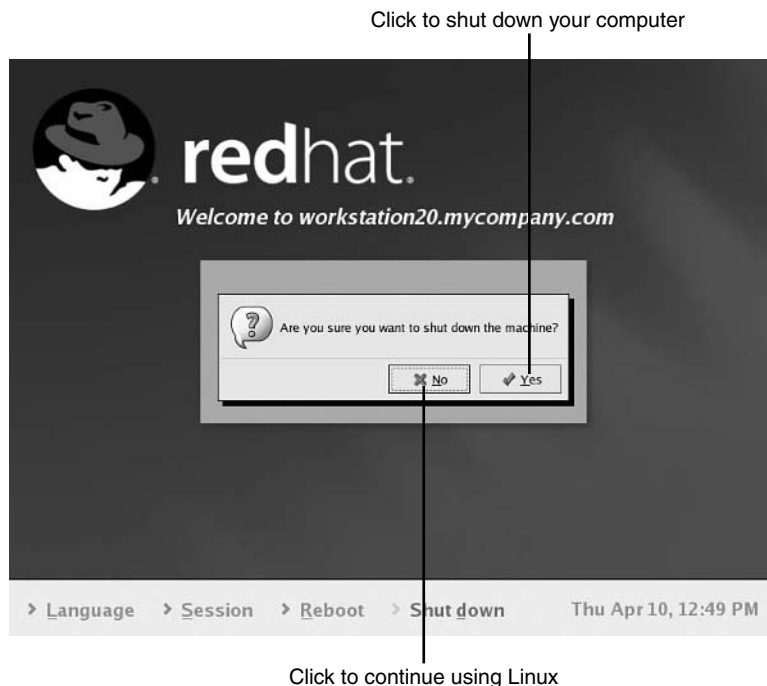 Click to shut down your computer
redhat.
Welcome to workstation20.mycompany.com
Are you sure you want to shut down the machine?
No
Yes
> Language > Session > Reboot > Shut down Thu Apr 10, 12:49 PM
Click to continue using Linux